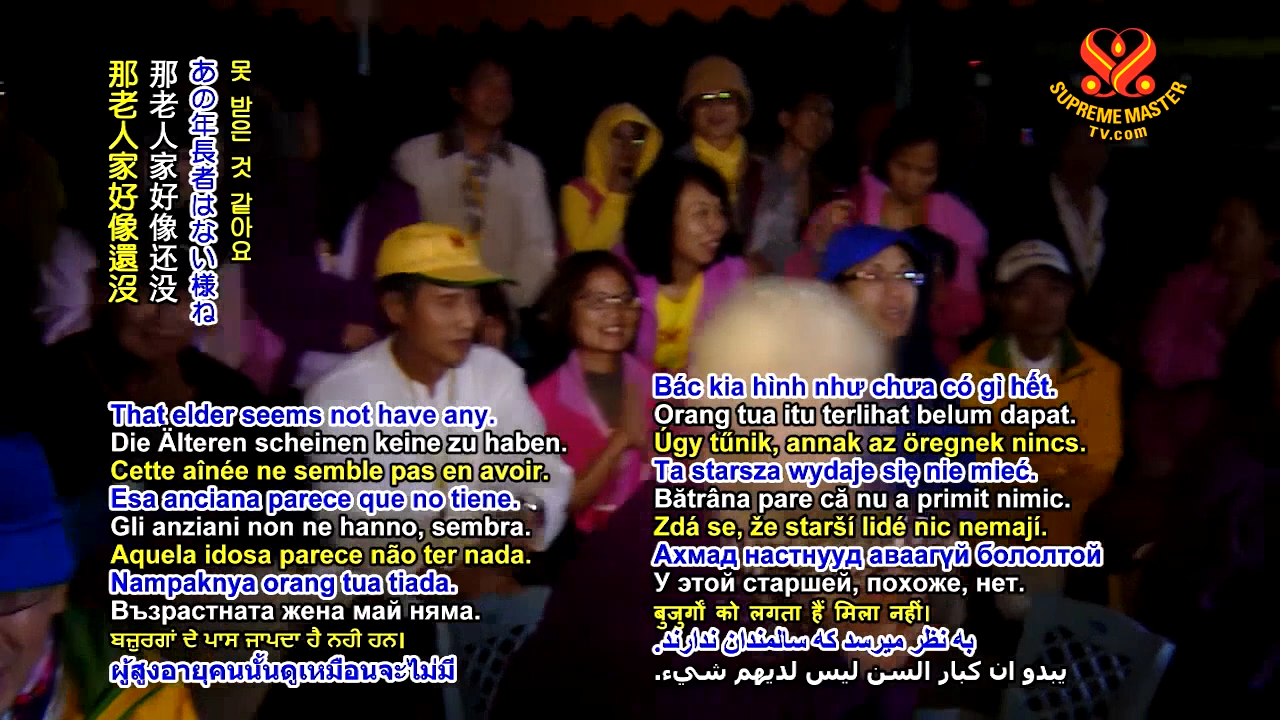 那老人家好像還沒
那老人家好像还没
あの年長者はない様ね
못 받은 것 같아요
SUPREME MASTER
TV.com
That elder seems not have any.
Die Älteren scheinen keine zu haben.
Cette aînée ne semble pas en avoir.
Esa anciana parece que no tiene.
Gli anziani non ne hanno, sembra.
Aquela idosa parece não ter nada.
Nampaknya orang tua tiada.
Възрастната жена май няма.
ਬਜ਼ੁਰਗਾਂ ਦੇ ਪਾਸ ਜਾਪਦਾ ਹੈ ਨਹੀ ਹਨ।
ผู้สูงอายุคนนั้นดูเหมือนจะไม่มี
Bác kia hình như chưa có gì hết.
Orang tua itu terlihat belum dapat.
Úgy tűnik, annak az öregnek nincs.
Ta starsza wydaje się nie mieć.
Bătrâna pare că nu a primit nimic.
Zdá se, že starší lidé nic nemají.
Ахмад настнууд аваагүй бололтой
У этой старшей, похоже, нет.
बुजुर्गों को लगता हैं मिला नहीं।
به نظر میرسد که سالمندان ندارند.
يبدو ان كبار السن ليس لديهم شيء.